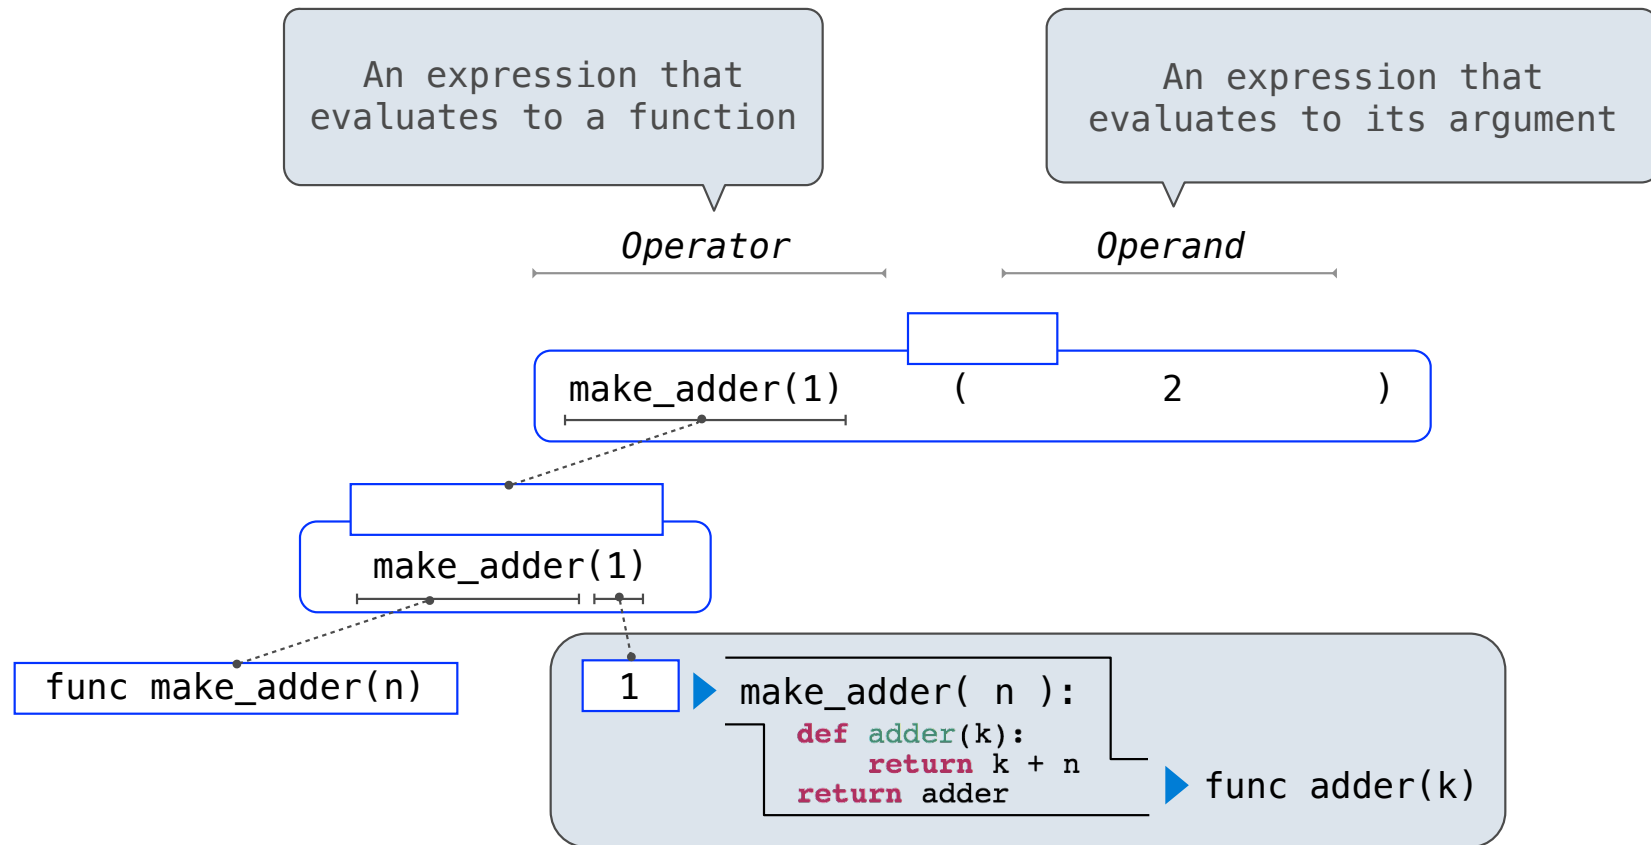 An expression that
evaluates to a function
An expression that
evaluates to its argument
Operator
Operand
make_adder(1) ( 2 )
make_adder(1)
func make_adder(n)
1
make_adder( n ):
def adder(k):
return k + n
return adder
func adder(k)